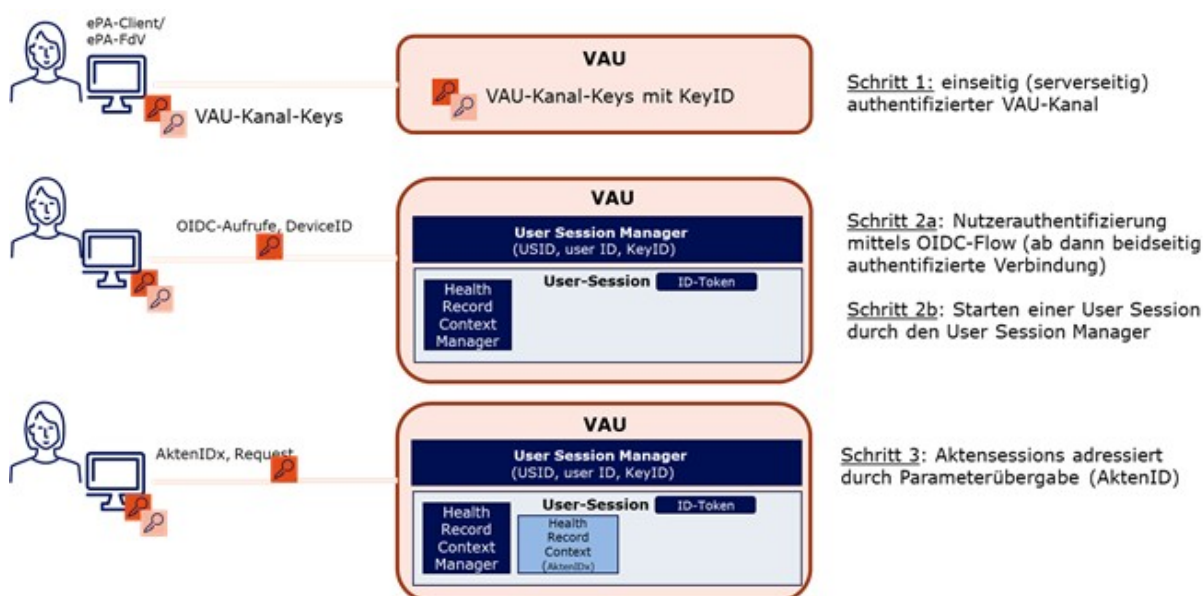 ePA-Client/
ePA-FdV
VAU-Kanal-Keys
VAU
VAU-Kanal-Keys mit KeyID
Schritt 1: einseitig (serverseitig)
authentifizierter VAU-Kanal
OIDC-Aufrufe, DeviceID
VAU
User Session Manager
(USID, user ID, KeyID)
User-Session
ID-Token
Health
Record
Context
Manager
Schritt 2a: Nutzerauthentifizierung
mittels OIDC-Flow (ab dann beidseitig
authentifizierte Verbindung)
Schritt 2b: Starten einer User Session
durch den User Session Manager
AktenIDx, Request
VAU
User Session Manager
(USID, user ID, KeyID)
User-Session
ID-Token
Health
Record
Context
Manager
Health
Record
Context
(AktenIDx)
Schritt 3: Aktensessions adressiert
durch Parameterübergabe (AktenID)